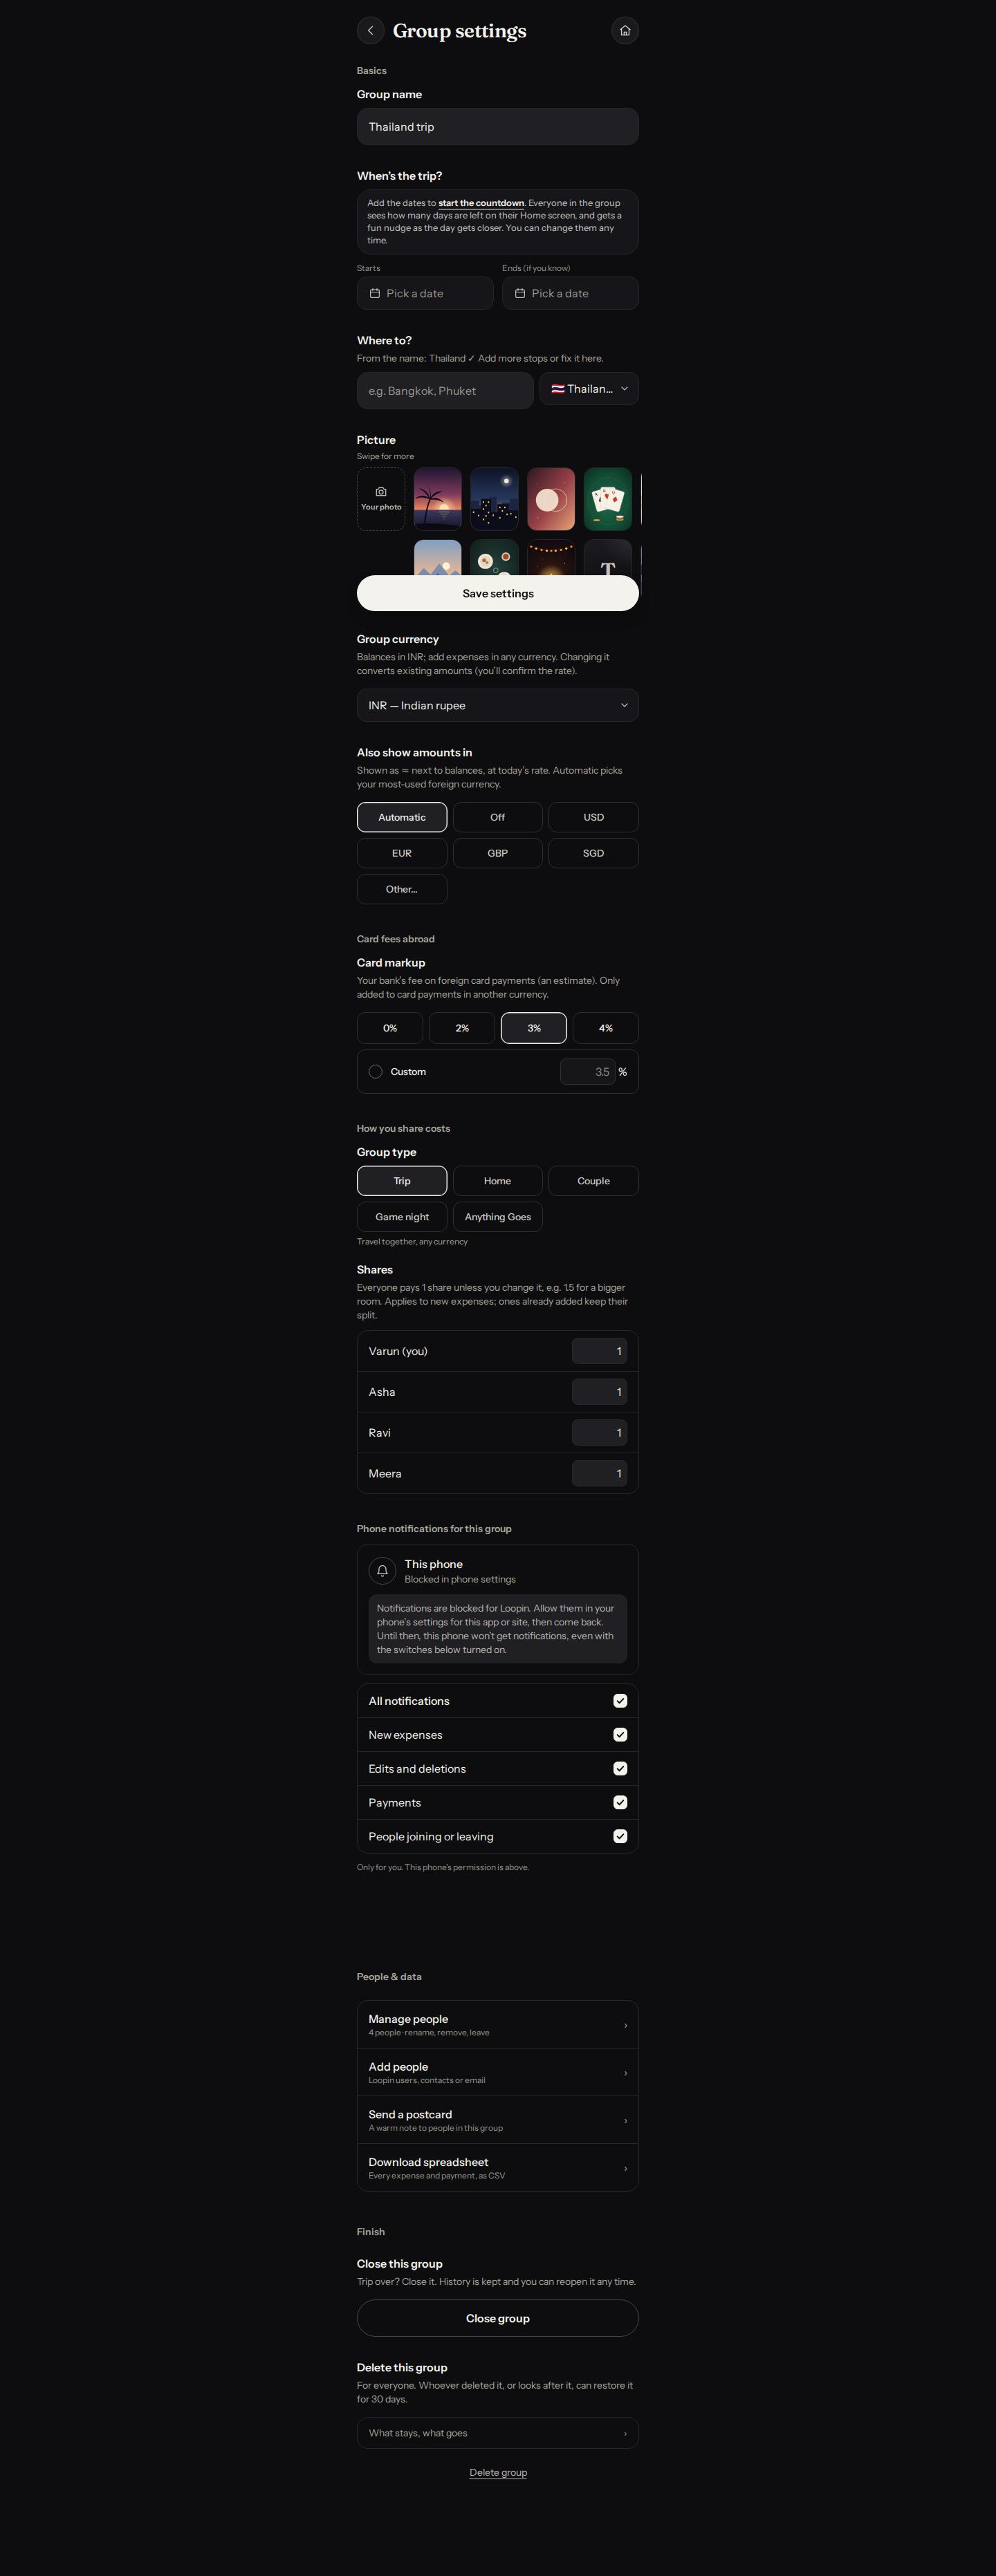 Group settings
Basics
Group name
Thailand trip
When's the trip?
Add the dates to start the countdown. Everyone in the group
sees how many days are left on their Home screen, and gets a
fun nudge as the day gets closer. You can change them any
time.
Starts
Ends (if you know)
Pick a date
Pick a date
Where to?
From the name: Thailand ✓ Add more stops or fix it here.
e.g. Bangkok, Phuket
🇹🇭 Thailan...
Picture
Swipe for more
Your photo
T
Save settings
Group currency
Balances in INR; add expenses in any currency. Changing it
converts existing amounts (you'll confirm the rate).
INR — Indian rupee
Also show amounts in
Shown as ≈ next to balances, at today's rate. Automatic picks
your most-used foreign currency.
Automatic
Off
USD
EUR
GBP
SGD
Other...
Card fees abroad
Card markup
Your bank's fee on foreign card payments (an estimate). Only
added to card payments in another currency.
0%
2%
3%
4%
Custom
3.5 %
How you share costs
Group type
Trip
Home
Couple
Game night
Anything Goes
Travel together, any currency
Shares
Everyone pays 1 share unless you change it, e.g. 1.5 for a bigger
room. Applies to new expenses; ones already added keep their
split.
Varun (you) 1
Asha 1
Ravi 1
Meera 1
Phone notifications for this group
This phone
Blocked in phone settings
Notifications are blocked for Loopin. Allow them in your
phone's settings for this app or site, then come back.
Until then, this phone won't get notifications, even with
the switches below turned on.
All notifications
New expenses
Edits and deletions
Payments
People joining or leaving
Only for you. This phone's permission is above.
People & data
Manage people
4 people · rename, remove, leave
Add people
Loopin users, contacts or email
Send a postcard
A warm note to people in this group
Download spreadsheet
Every expense and payment, as CSV
Finish
Close this group
Trip over? Close it. History is kept and you can reopen it any time.
Close group
Delete this group
For everyone. Whoever deleted it, or looks after it, can restore it
for 30 days.
What stays, what goes
Delete group